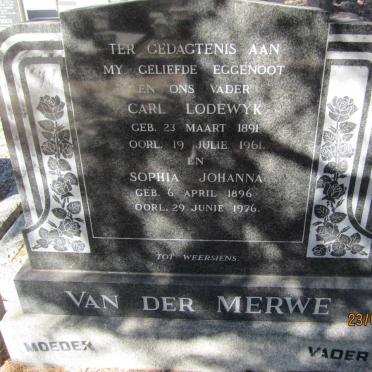 TER GEDAGTENIS AAN
MY GELIEFDE EGGENOOT
EN ONS VADER
CARL LODEWYK
GEB. 23 MAART 1891
OORL. 19 JULIE 1961.
EN
SOPHIA JOHANNA
GEB. 6 APRIL 1896
OORL. 29 JUNIE 1976.
TOT WEERSIENS.
VAN DER MERWE
23/
MOEDER
VADER